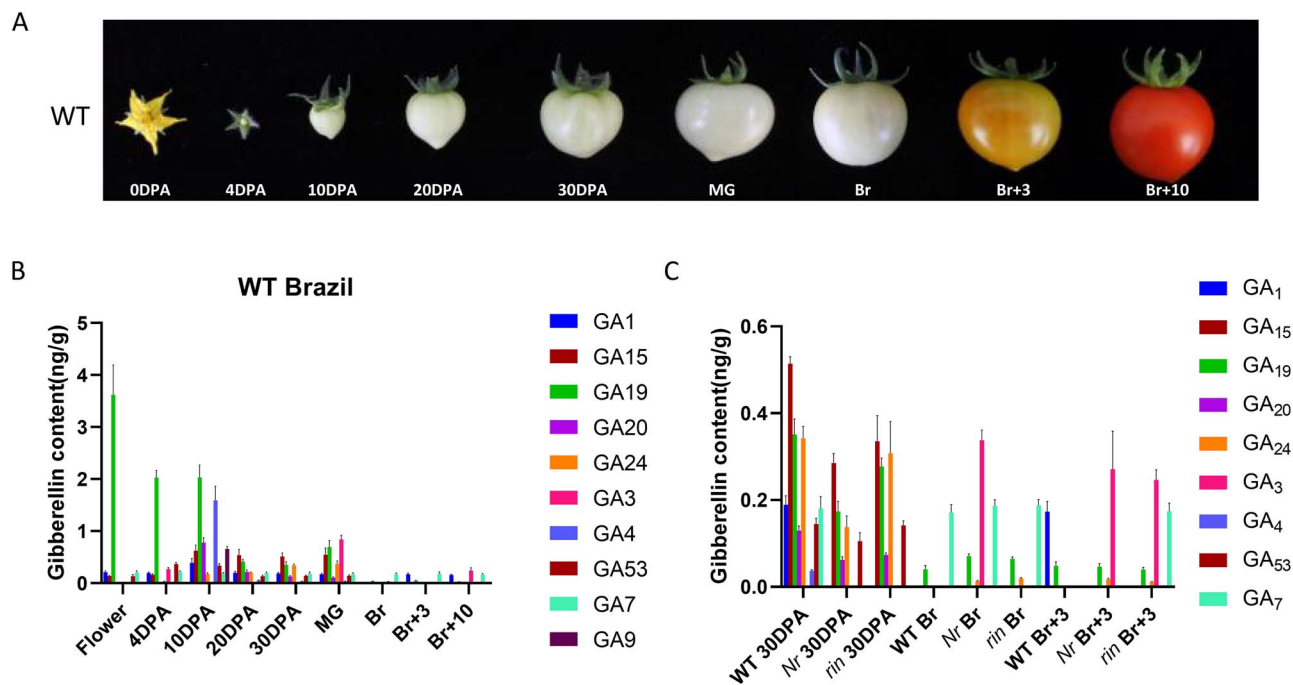 A
WT
0DPA 4DPA 10DPA 20DPA 30DPA MG Br Br+3 Br+10
B
WT Brazil
Gibberellin content(ng/g)
5
4
3
2
1
0
Flower 4DPA 10DPA 20DPA 30DPA MG Br Br+3 Br+10
GA1
GA15
GA19
GA20
GA24
GA3
GA4
GA53
GA7
GA9
C
Gibberellin content(ng/g)
0.6
0.4
0.2
0.0
WT 30DPA Nr 30DPA rin 30DPA WT Br Nr Br rin Br WT Br+3 Nr Br+3 rin Br+3
GA₁
GA₁₅
GA₁₉
GA₂₀
GA₂₄
GA₃
GA₄
GA₅₃
GA₇